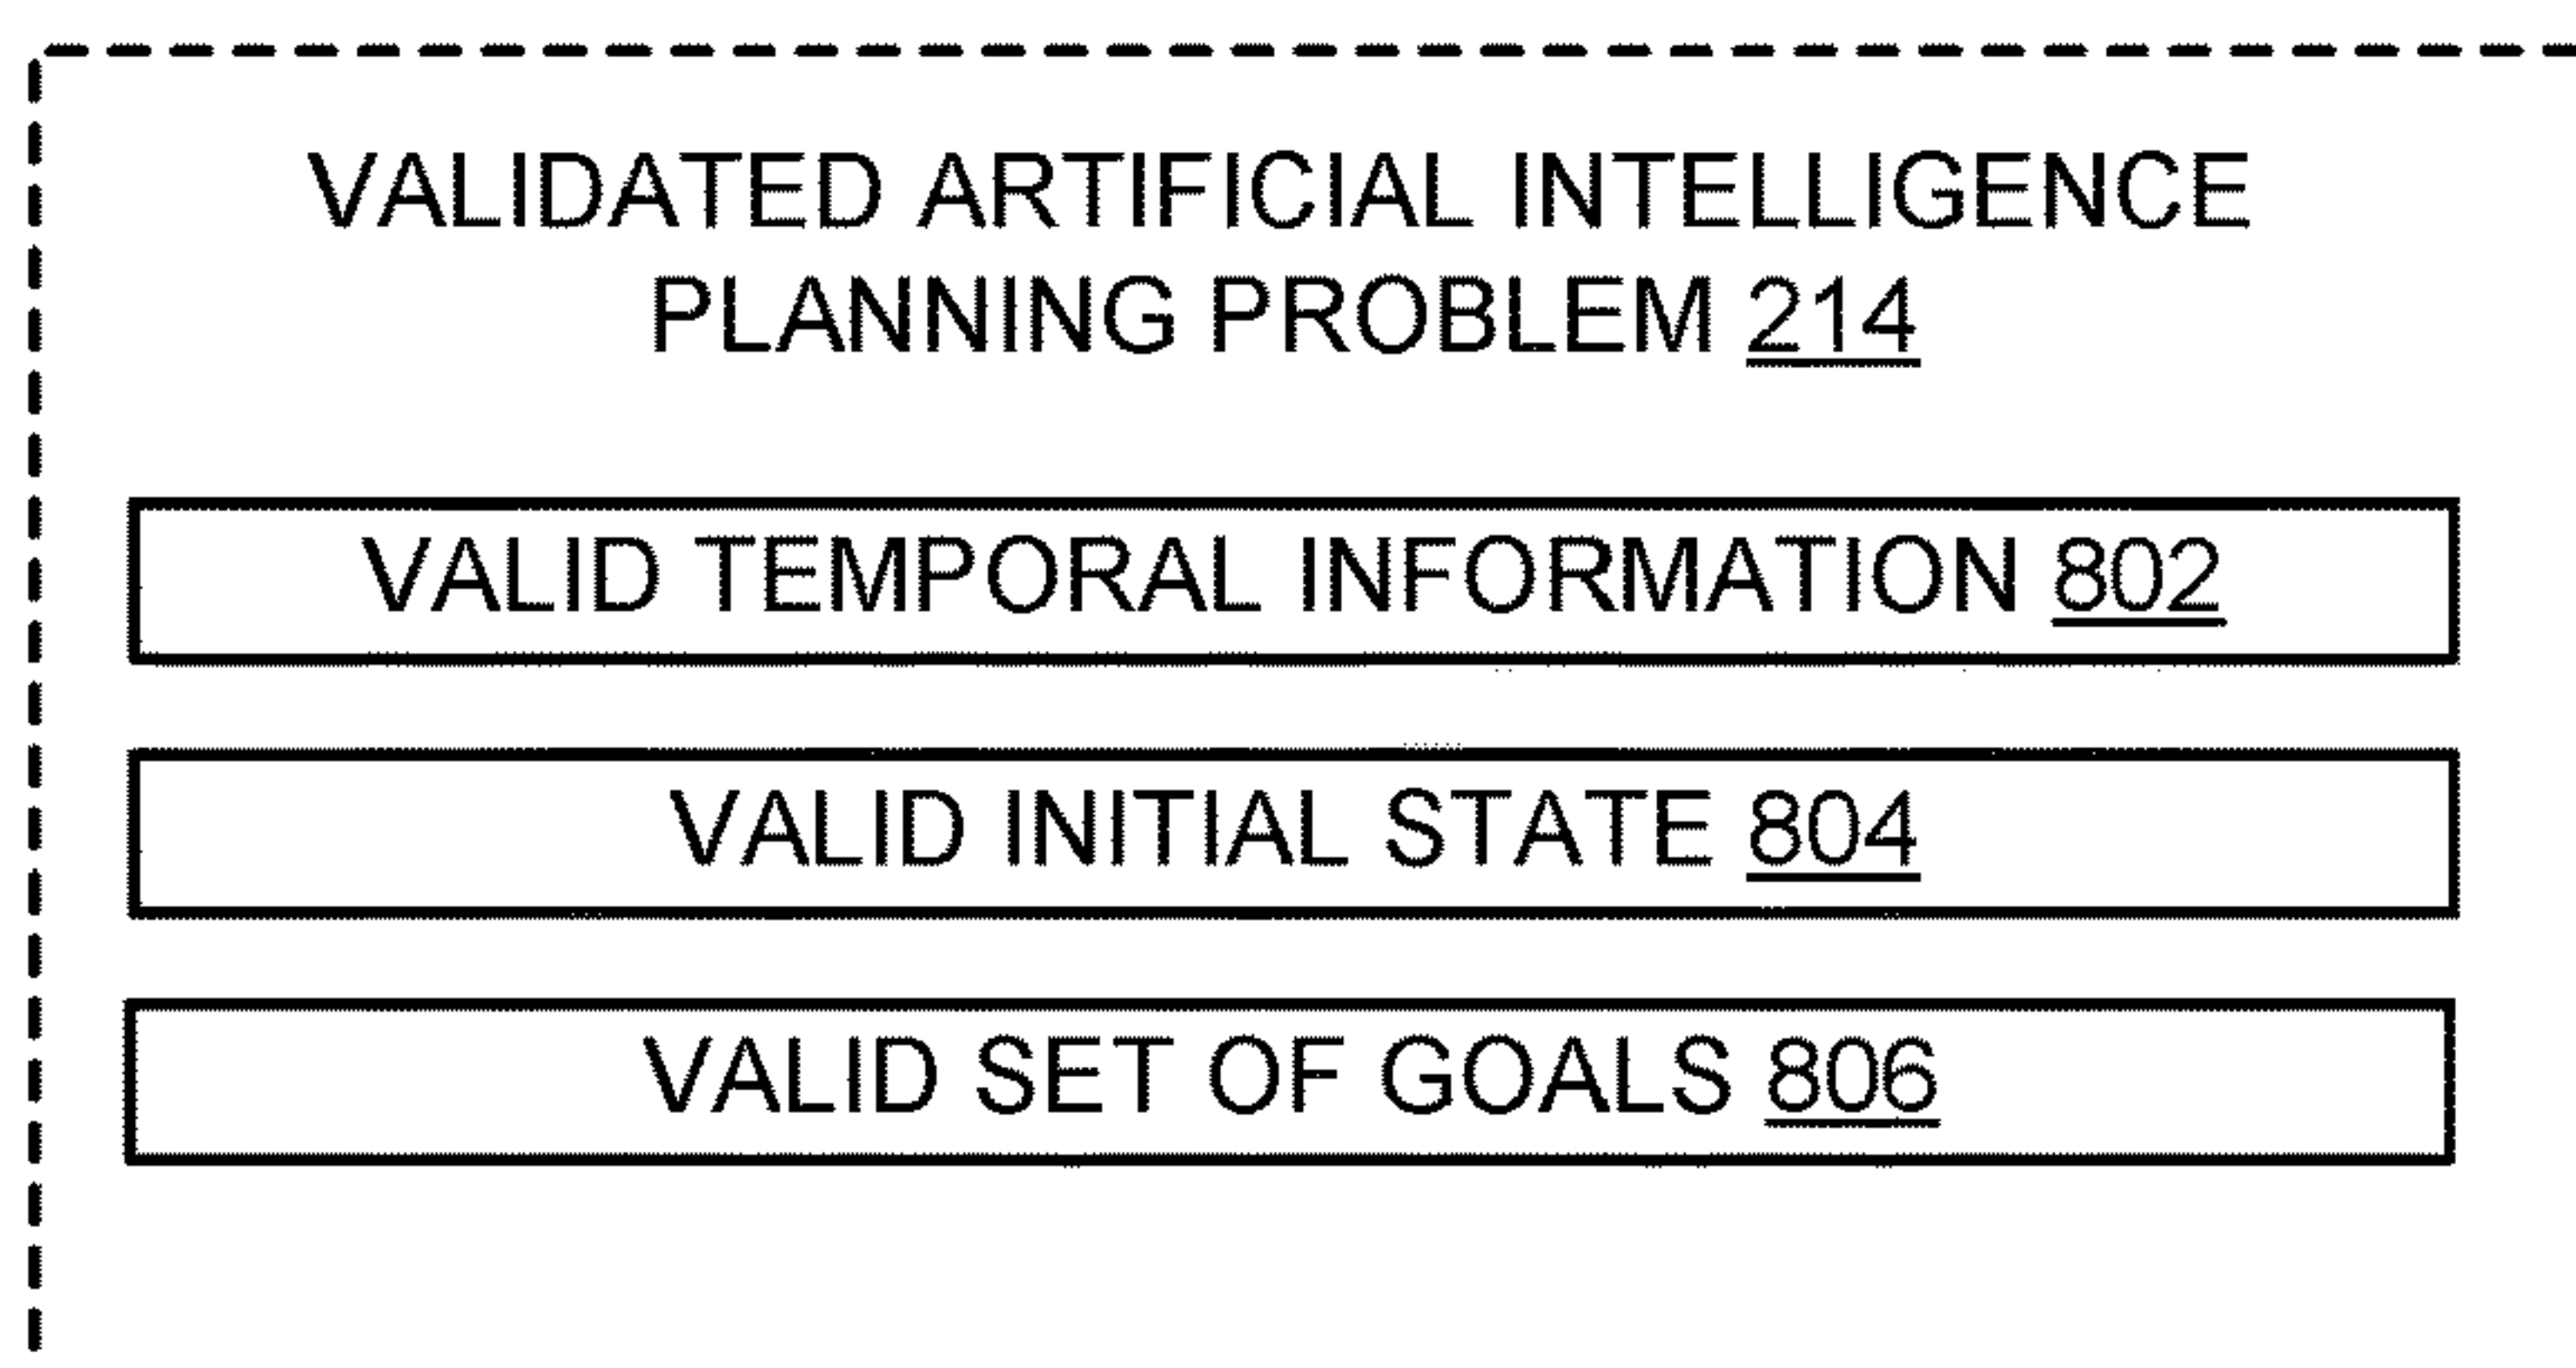 VALIDATED ARTIFICIAL INTELLIGENCE
PLANNING PROBLEM 214
VALID TEMPORAL INFORMATION 802
VALID INITIAL STATE 804
VALID SET OF GOALS 806